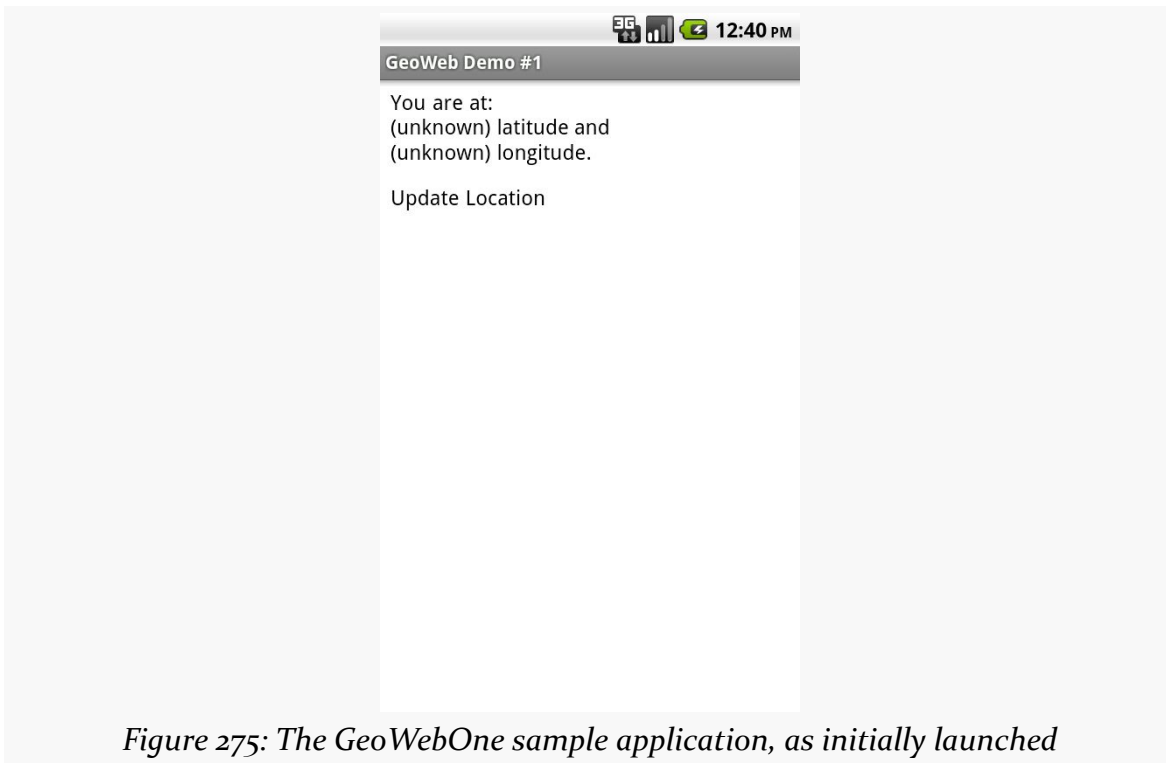 3G 12:40 PM
GeoWeb Demo #1
You are at:
(unknown) latitude and
(unknown) longitude.
Update Location
Figure 275: The GeoWebOne sample application, as initially launched